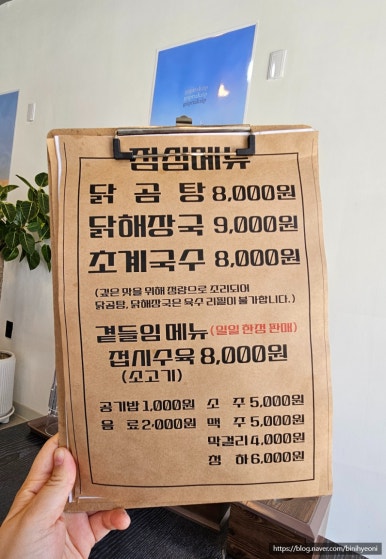 점심메뉴
닭 곰 탕 8,000원
닭해장국 9,000원
초계국수 8,000원
(깊은 맛을 위해 정량으로 조리되어
닭곰탕, 닭해장국은 육수 리필이 불가합니다.)
곁들임 메뉴 (일일 한정 판매)
접시수육 8,000원
(소고기)
공기밥 1,000원 소 주 5,000원
음 료 2,000원 맥 주 5,000원
막걸리 4,000원
청 하 6,000원
https://blog.naver.com/binhyeoni